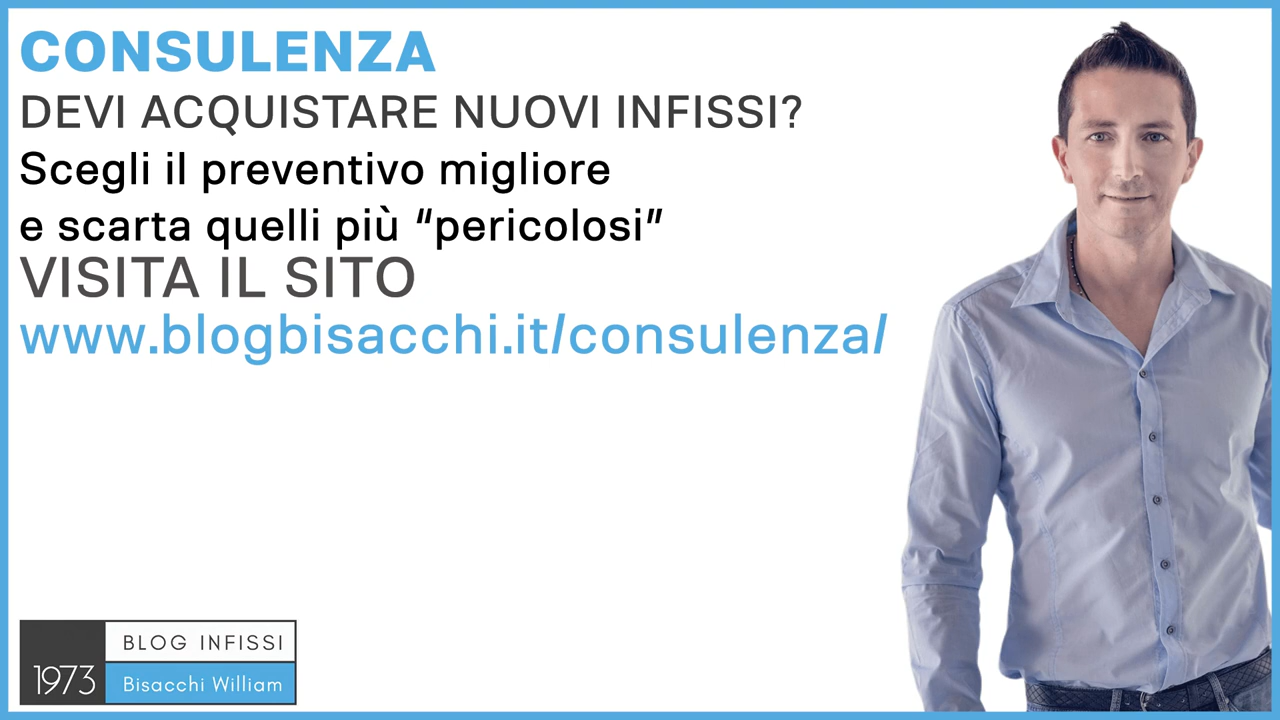 CONSULENZA
DEVI ACQUISTARE NUOVI INFISSI?
Scegli il preventivo migliore
e scarta quelli più “pericolosi”
VISITA IL SITO
www.blogbisacchi.it/consulenza/
BLOG INFISSI
1973
Bisacchi William